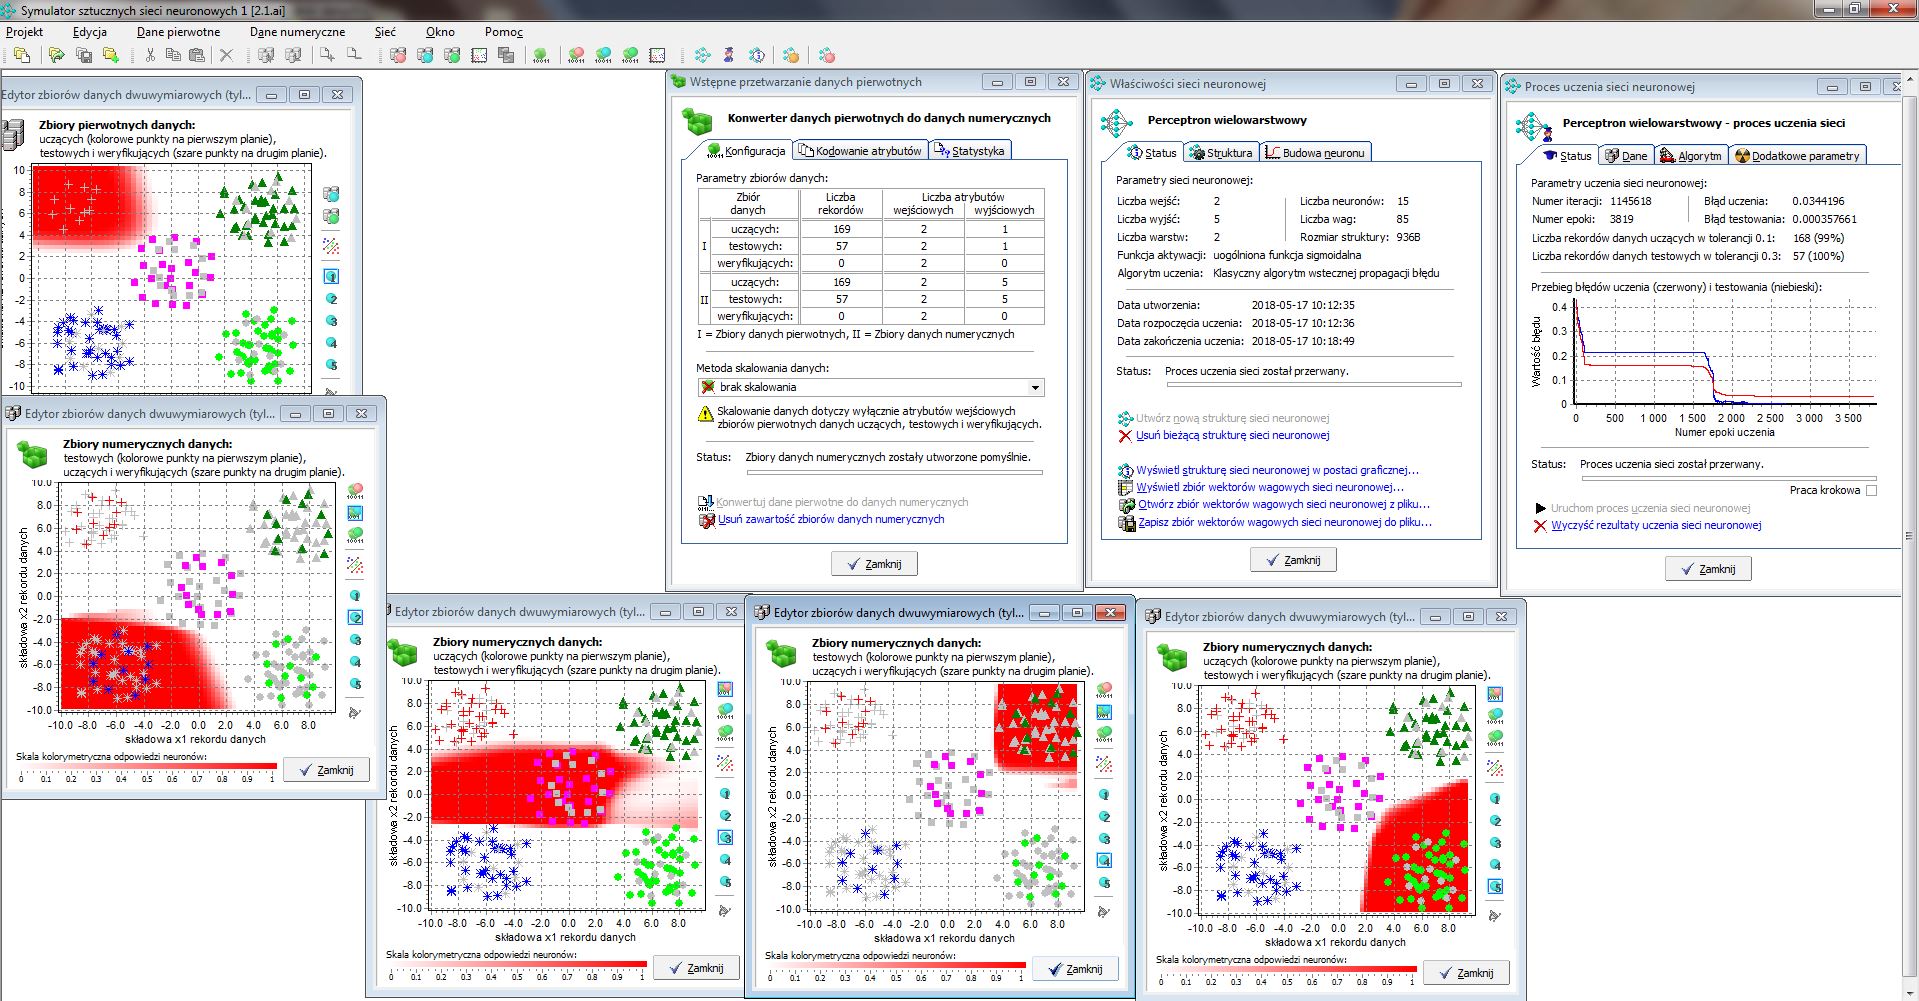 Symulator sztucznych sieci neuronowych 1 [2.1.ai]
Projekt Edycja Dane pierwotne Dane numeryczne Sieć Okno Pomoc
Edytor zbiorów danych dwuwymiarowych (tyl...
Zbiory pierwotnych danych:
uczących (kolorowe punkty na pierwszym planie),
testowych i weryfikujących (szare punkty na drugim planie).
10
8
6
4
2
0
-2
-4
-6
-8
-10
1
2
3
4
5
Edytor zbiorów danych dwuwymiarowych (tyl...
Zbiory numerycznych danych:
testowych (kolorowe punkty na pierwszym planie),
uczących i weryfikujących (szare punkty na drugim planie).
10.0
8.0
6.0
4.0
2.0
0.0
-2.0
-4.0
-6.0
-8.0
-10.0
składowa x2 rekordu danych
-10.0 -8.0 -6.0 -4.0 -2.0 0.0 2.0 4.0 6.0 8.0
składowa x1 rekordu danych
1
2
3
4
5
Skala kolorymetryczna odpowiedzi neuronów:
0 0.1 0.2 0.3 0.4 0.5 0.6 0.7 0.8 0.9 1
Zamknij
Wstępne przetwarzanie danych pierwotnych
Konwerter danych pierwotnych do danych numerycznych
Konfiguracja Kodowanie atrybutów Statystyka
Parametry zbiorów danych:
Zbiór danych Liczba rekordów Liczba atrybutów wejściowych wyjściowych
I
uczących: 169 2 1
testowych: 57 2 1
weryfikujących: 0 2 0
II
uczących: 169 2 5
testowych: 57 2 5
weryfikujących: 0 2 0
I = Zbiory danych pierwotnych, II = Zbiory danych numerycznych
Metoda skalowania danych:
brak skalowania
Skalowanie danych dotyczy wyłącznie atrybutów wejściowych
zbiorów pierwotnych danych uczących, testowych i weryfikujących.
Status: Zbiory danych numerycznych zostały utworzone pomyślnie.
Konwertuj dane pierwotne do danych numerycznych
Usuń zawartość zbiorów danych numerycznych
Zamknij
Właściwości sieci neuronowej
Perceptron wielowarstwowy
Status Struktura Budowa neuronu
Parametry sieci neuronowej:
Liczba wejść: 2 Liczba neuronów: 15
Liczba wyjść: 5 Liczba wag: 85
Liczba warstw: 2 Rozmiar struktury: 936B
Funkcja aktywacji: uogólniona funkcja sigmoidalna
Algorytm uczenia: Klasyczny algorytm wstecznej propagacji błędu
Data utworzenia: 2018-05-17 10:12:35
Data rozpoczęcia uczenia: 2018-05-17 10:12:36
Data zakończenia uczenia: 2018-05-17 10:18:49
Status: Proces uczenia sieci został przerwany.
Utwórz nową strukturę sieci neuronowej
Usuń bieżącą strukturę sieci neuronowej
Wyświetl strukturę sieci neuronowej w postaci graficznej...
Wyświetl zbiór wektorów wagowych sieci neuronowej...
Otwórz zbiór wektorów wagowych sieci neuronowej z pliku...
Zapisz zbiór wektorów wagowych sieci neuronowej do pliku...
Zamknij
Proces uczenia sieci neuronowej
Perceptron wielowarstwowy - proces uczenia sieci
Status Dane Algorytm Dodatkowe parametry
Parametry uczenia sieci neuronowej:
Numer iteracji: 1145618 Błąd uczenia: 0.0344196
Numer epoki: 3819 Błąd testowania: 0.000357661
Liczba rekordów danych uczących w tolerancji 0.1: 168 (99%)
Liczba rekordów danych testowych w tolerancji 0.3: 57 (100%)
Przebieg błędów uczenia (czerwony) i testowania (niebieski):
0.4
0.3
0.2
0.1
0
Wartość błędu
0 500 1 000 1 500 2 000 2 500 3 000 3 500
Numer epoki uczenia
Status: Proces uczenia sieci został przerwany.
Praca krokowa
Uruchom proces uczenia sieci neuronowej
Wyczyść rezultaty uczenia sieci neuronowej
Zamknij
Edytor zbiorów danych dwuwymiarowych (tyl...
Zbiory numerycznych danych:
uczących (kolorowe punkty na pierwszym planie),
testowych i weryfikujących (szare punkty na drugim planie).
10.0
8.0
6.0
4.0
2.0
0.0
-2.0
-4.0
-6.0
-8.0
-10.0
składowa x2 rekordu danych
-10.0 -8.0 -6.0 -4.0 -2.0 0.0 2.0 4.0 6.0 8.0
składowa x1 rekordu danych
1
2
3
4
5
Skala kolorymetryczna odpowiedzi neuronów:
0 0.1 0.2 0.3 0.4 0.5 0.6 0.7 0.8 0.9 1
Zamknij
Edytor zbiorów danych dwuwymiarowych (tyl...
Zbiory numerycznych danych:
testowych (kolorowe punkty na pierwszym planie),
uczących i weryfikujących (szare punkty na drugim planie).
10.0
8.0
6.0
4.0
2.0
0.0
-2.0
-4.0
-6.0
-8.0
-10.0
składowa x2 rekordu danych
-10.0 -8.0 -6.0 -4.0 -2.0 0.0 2.0 4.0 6.0 8.0
składowa x1 rekordu danych
1
2
3
4
5
Skala kolorymetryczna odpowiedzi neuronów:
0 0.1 0.2 0.3 0.4 0.5 0.6 0.7 0.8 0.9 1
Zamknij
Edytor zbiorów danych dwuwymiarowych (tyl...
Zbiory numerycznych danych:
uczących (kolorowe punkty na pierwszym planie),
testowych i weryfikujących (szare punkty na drugim planie).
10.0
8.0
6.0
4.0
2.0
0.0
-2.0
-4.0
-6.0
-8.0
-10.0
składowa x2 rekordu danych
-10.0 -8.0 -6.0 -4.0 -2.0 0.0 2.0 4.0 6.0 8.0
składowa x1 rekordu danych
1
2
3
4
5
Skala kolorymetryczna odpowiedzi neuronów:
0 0.1 0.2 0.3 0.4 0.5 0.6 0.7 0.8 0.9 1
Zamknij